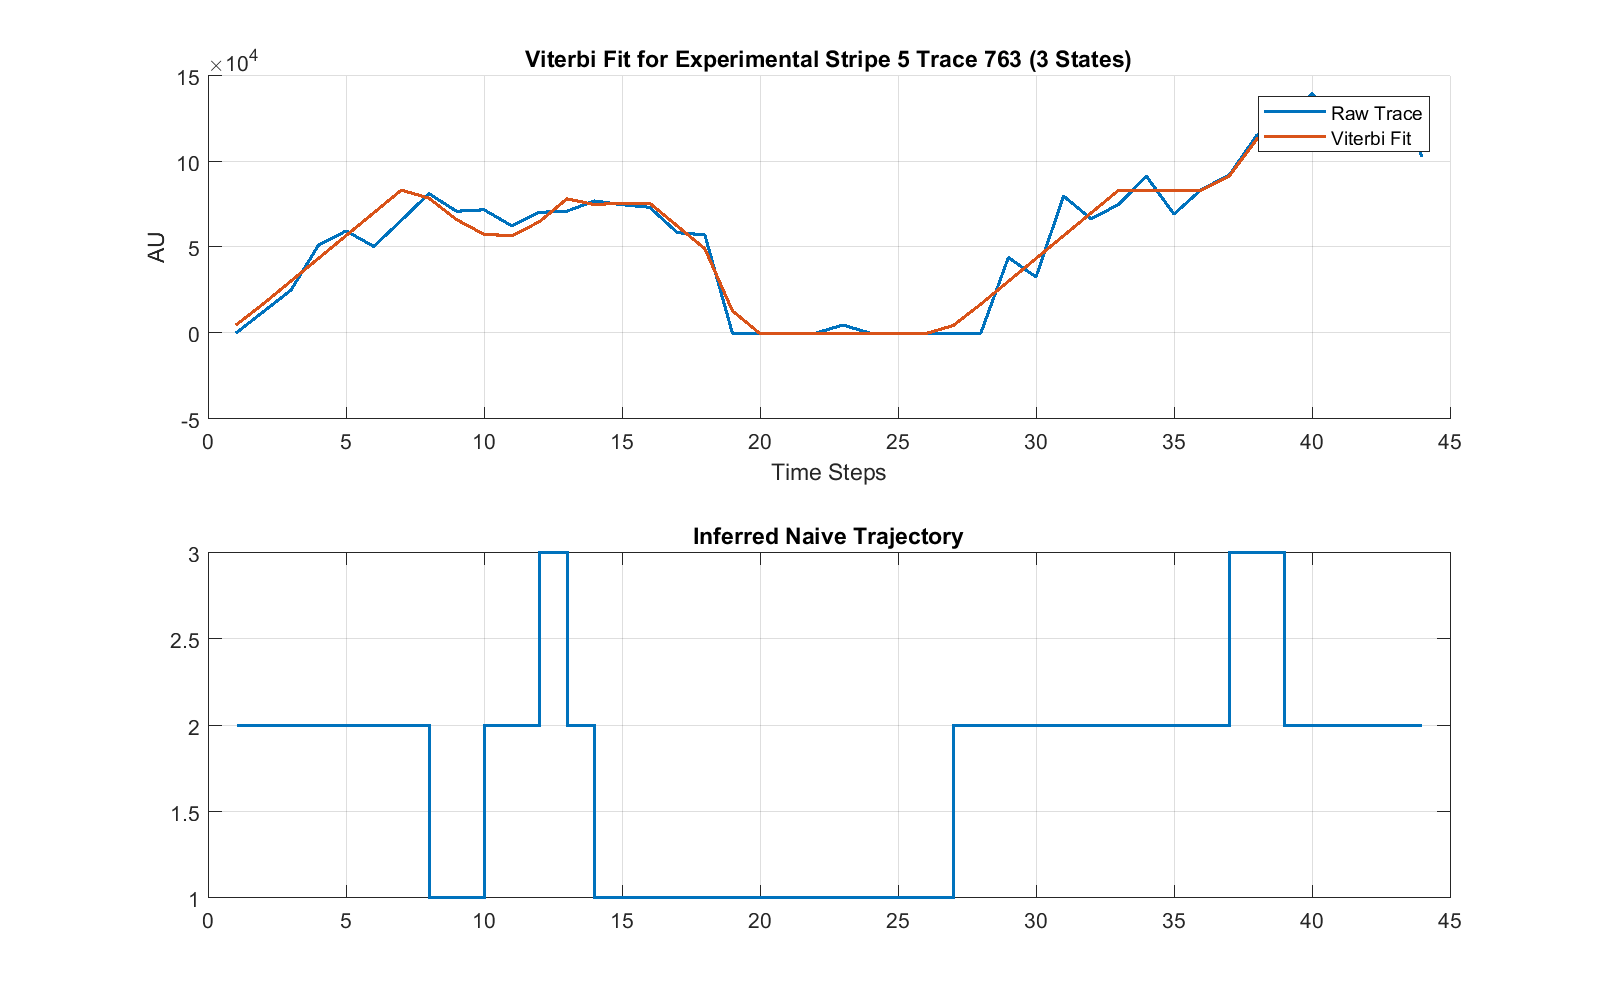 Viterbi Fit for Experimental Stripe 5 Trace 763 (3 States)
×10^4
15
10
5
0
-5
AU
Raw Trace
Viterbi Fit
0 5 10 15 20 25 30 35 40 45
Time Steps
Inferred Naive Trajectory
3
2.5
2
1.5
1
0 5 10 15 20 25 30 35 40 45